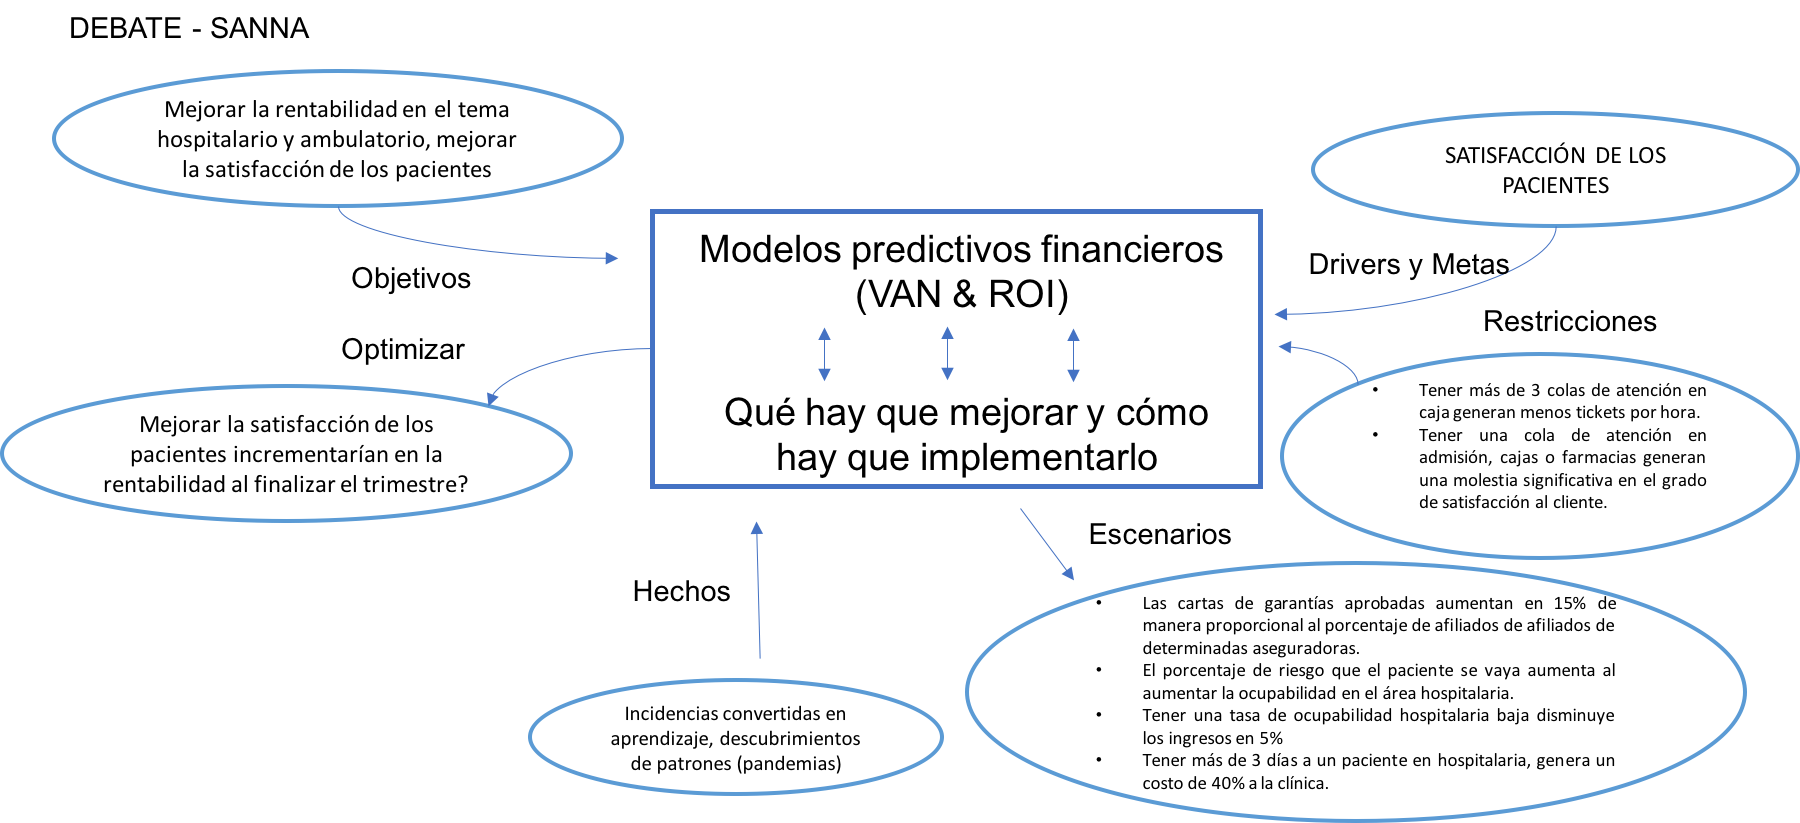 DEBATE - SANNA
Mejorar la rentabilidad en el tema
hospitalario y ambulatorio, mejorar
la satisfacción de los pacientes
Objetivos
Optimizar
Mejorar la satisfacción de los
pacientes incrementarían en la
rentabilidad al finalizar el trimestre?
Modelos predictivos financieros
(VAN & ROI)
Qué hay que mejorar y cómo
hay que implementarlo
SATISFACCIÓN DE LOS
PACIENTES
Drivers y Metas
Restricciones
• Tener más de 3 colas de atención en
caja generan menos tickets por hora.
• Tener una cola de atención en
admisión, cajas o farmacias generan
una molestia significativa en el grado
de satisfacción al cliente.
Hechos
Incidencias convertidas en
aprendizaje, descubrimientos
de patrones (pandemias)
Escenarios
• Las cartas de garantías aprobadas aumentan en 15% de
manera proporcional al porcentaje de afiliados de afiliados de
determinadas aseguradoras.
• El porcentaje de riesgo que el paciente se vaya aumenta al
aumentar la ocupabilidad en el área hospitalaria.
• Tener una tasa de ocupabilidad hospitalaria baja disminuye
los ingresos en 5%
• Tener más de 3 días a un paciente en hospitalaria, genera un
costo de 40% a la clínica.